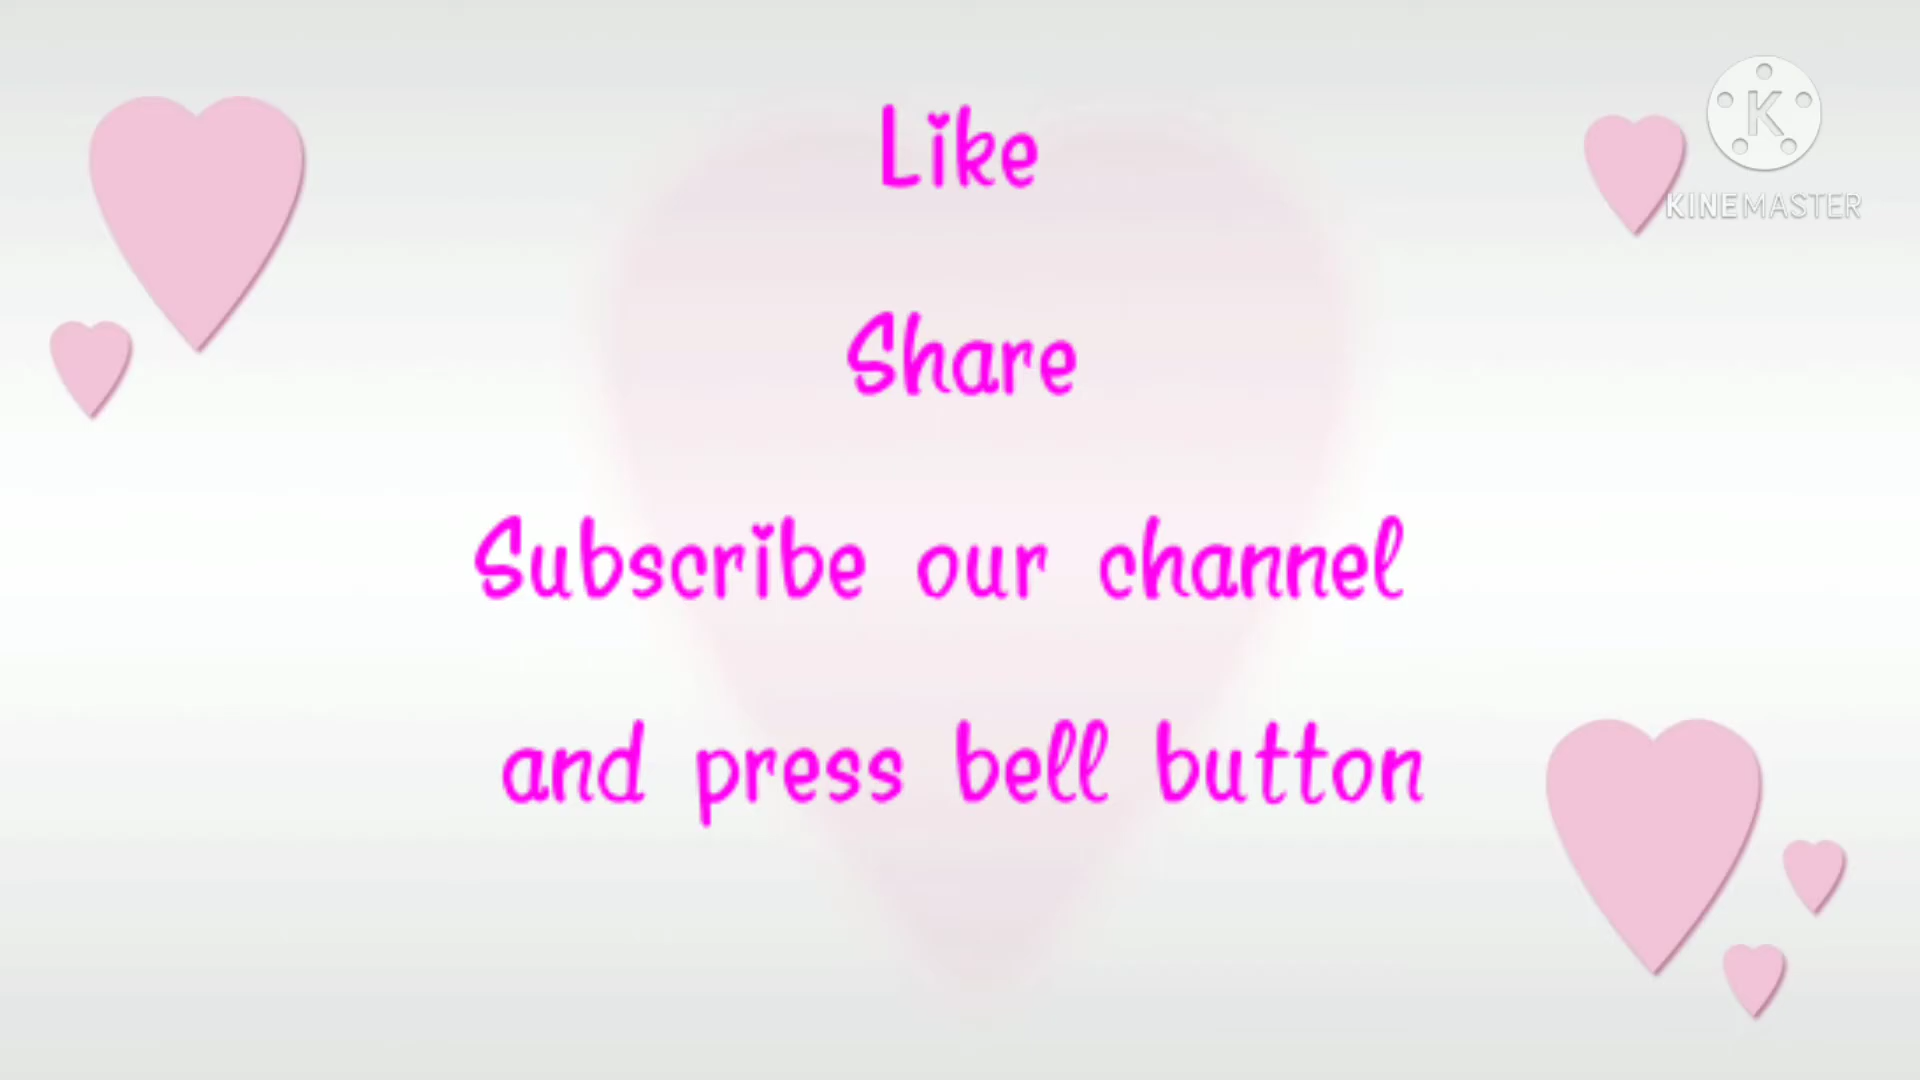 Like
K
KINEMASTER
Share
Subscribe our channel
and press bell button